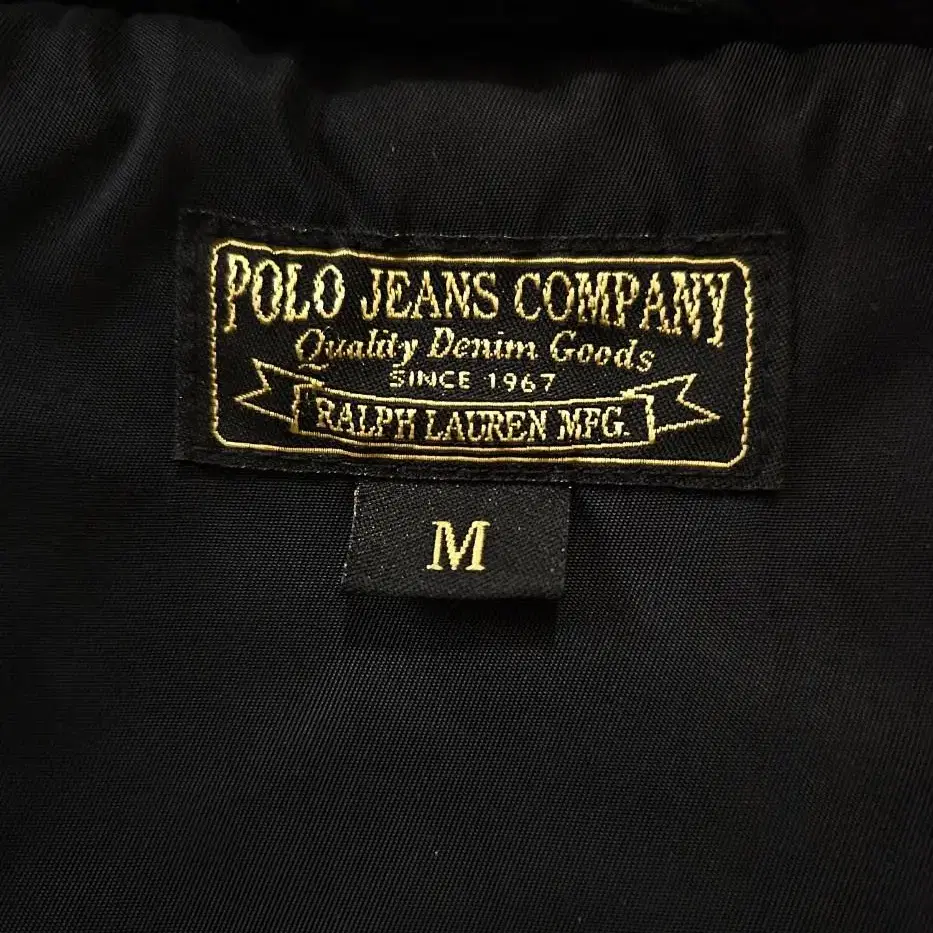 POLO JEANS COMPANY
Quality Denim Goods
SINCE 1967
RALPH LAUREN MFG.
M